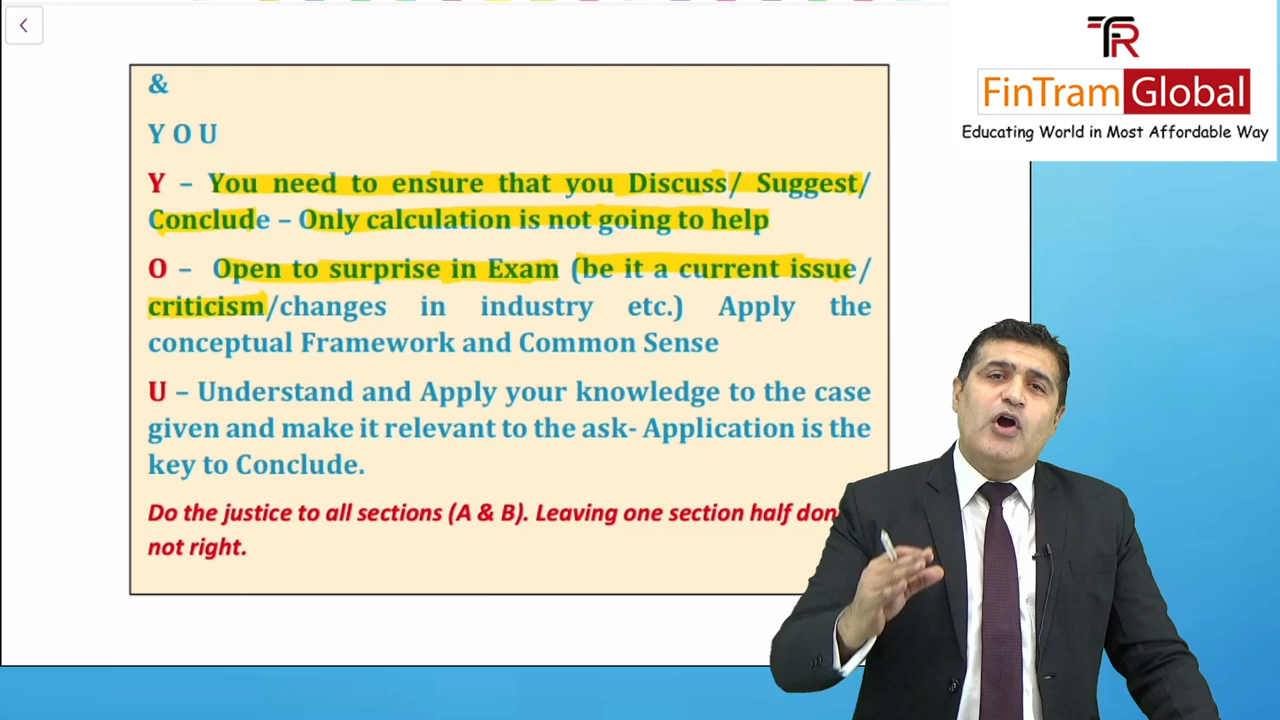 &
Y O U
Y – You need to ensure that you Discuss/ Suggest/
Conclude – Only calculation is not going to help
O – Open to surprise in Exam (be it a current issue/
criticism/changes in industry etc.) Apply the
conceptual Framework and Common Sense
U – Understand and Apply your knowledge to the case
given and make it relevant to the ask- Application is the
key to Conclude.
Do the justice to all sections (A & B). Leaving one section half
not right.
FinTram Global
Educating World in Most Affordable Way